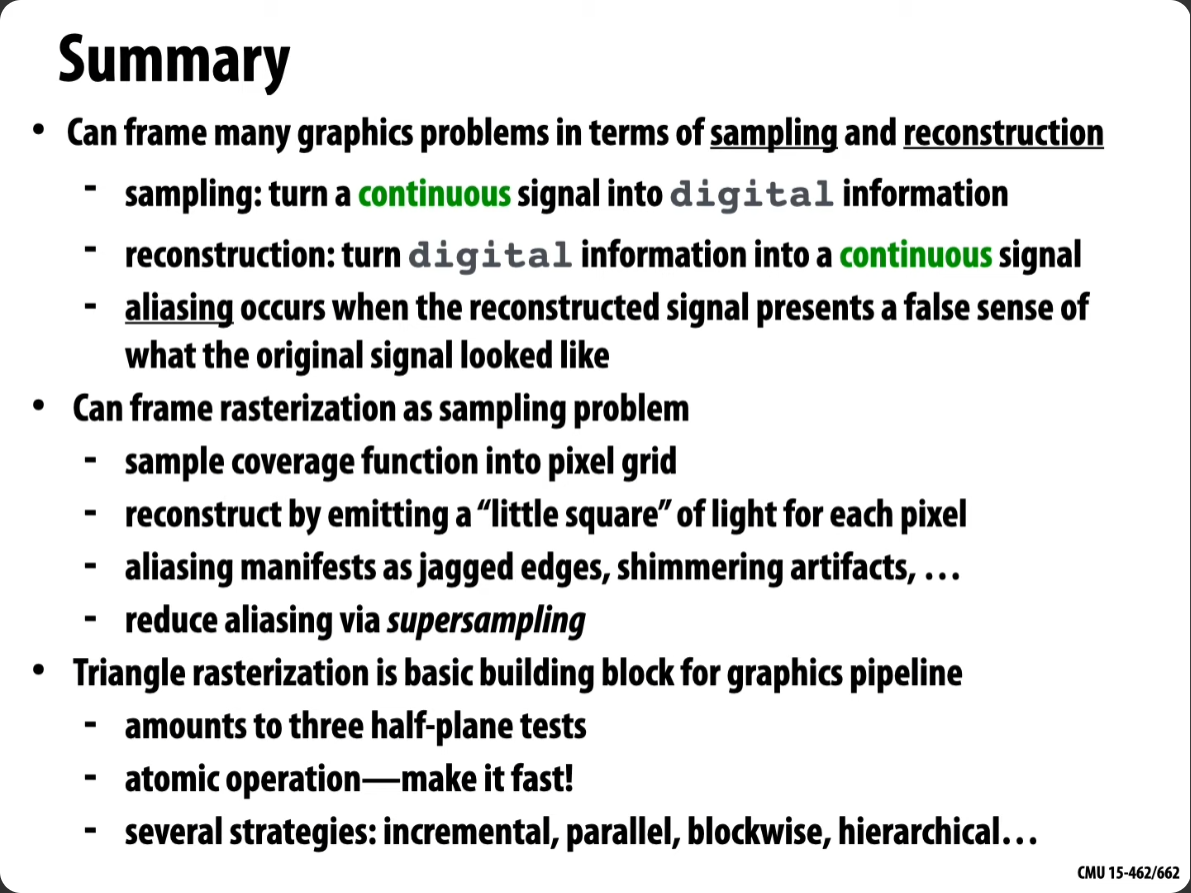 Summary
• Can frame many graphics problems in terms of sampling and reconstruction
- sampling: turn a continuous signal into digital information
- reconstruction: turn digital information into a continuous signal
- aliasing occurs when the reconstructed signal presents a false sense of
what the original signal looked like
• Can frame rasterization as sampling problem
- sample coverage function into pixel grid
- reconstruct by emitting a “little square” of light for each pixel
- aliasing manifests as jagged edges, shimmering artifacts, …
- reduce aliasing via supersampling
• Triangle rasterization is basic building block for graphics pipeline
- amounts to three half-plane tests
- atomic operation—make it fast!
- several strategies: incremental, parallel, blockwise, hierarchical…
CMU 15-462/662